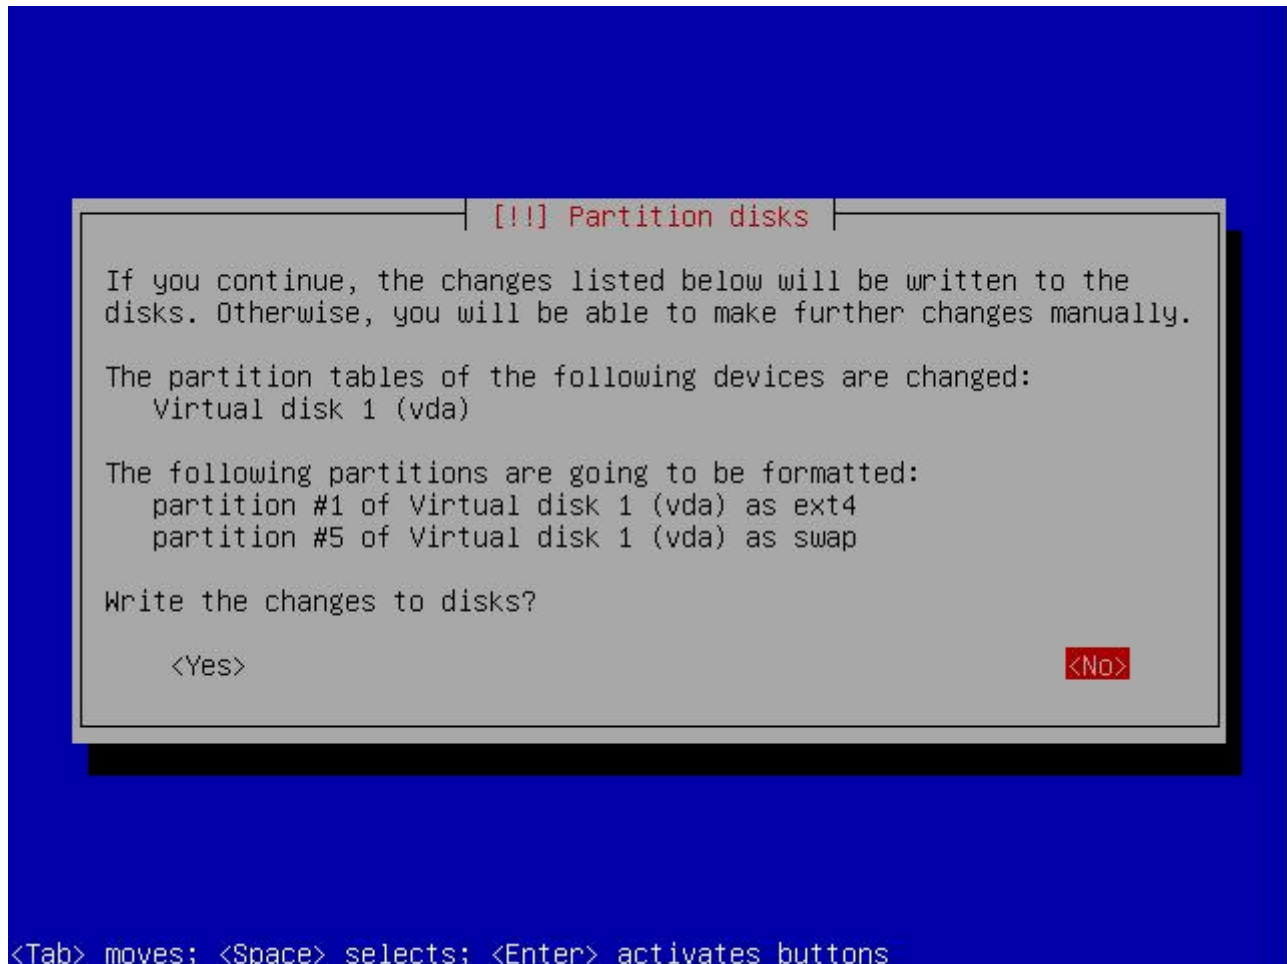 [!!] Partition disks
If you continue, the changes listed below will be written to the
disks. Otherwise, you will be able to make further changes manually.
The partition tables of the following devices are changed:
Virtual disk 1 (vda)
The following partitions are going to be formatted:
partition #1 of Virtual disk 1 (vda) as ext4
partition #5 of Virtual disk 1 (vda) as swap
Write the changes to disks?
<Yes> <No>
<Tab> moves; <Space> selects; <Enter> activates buttons